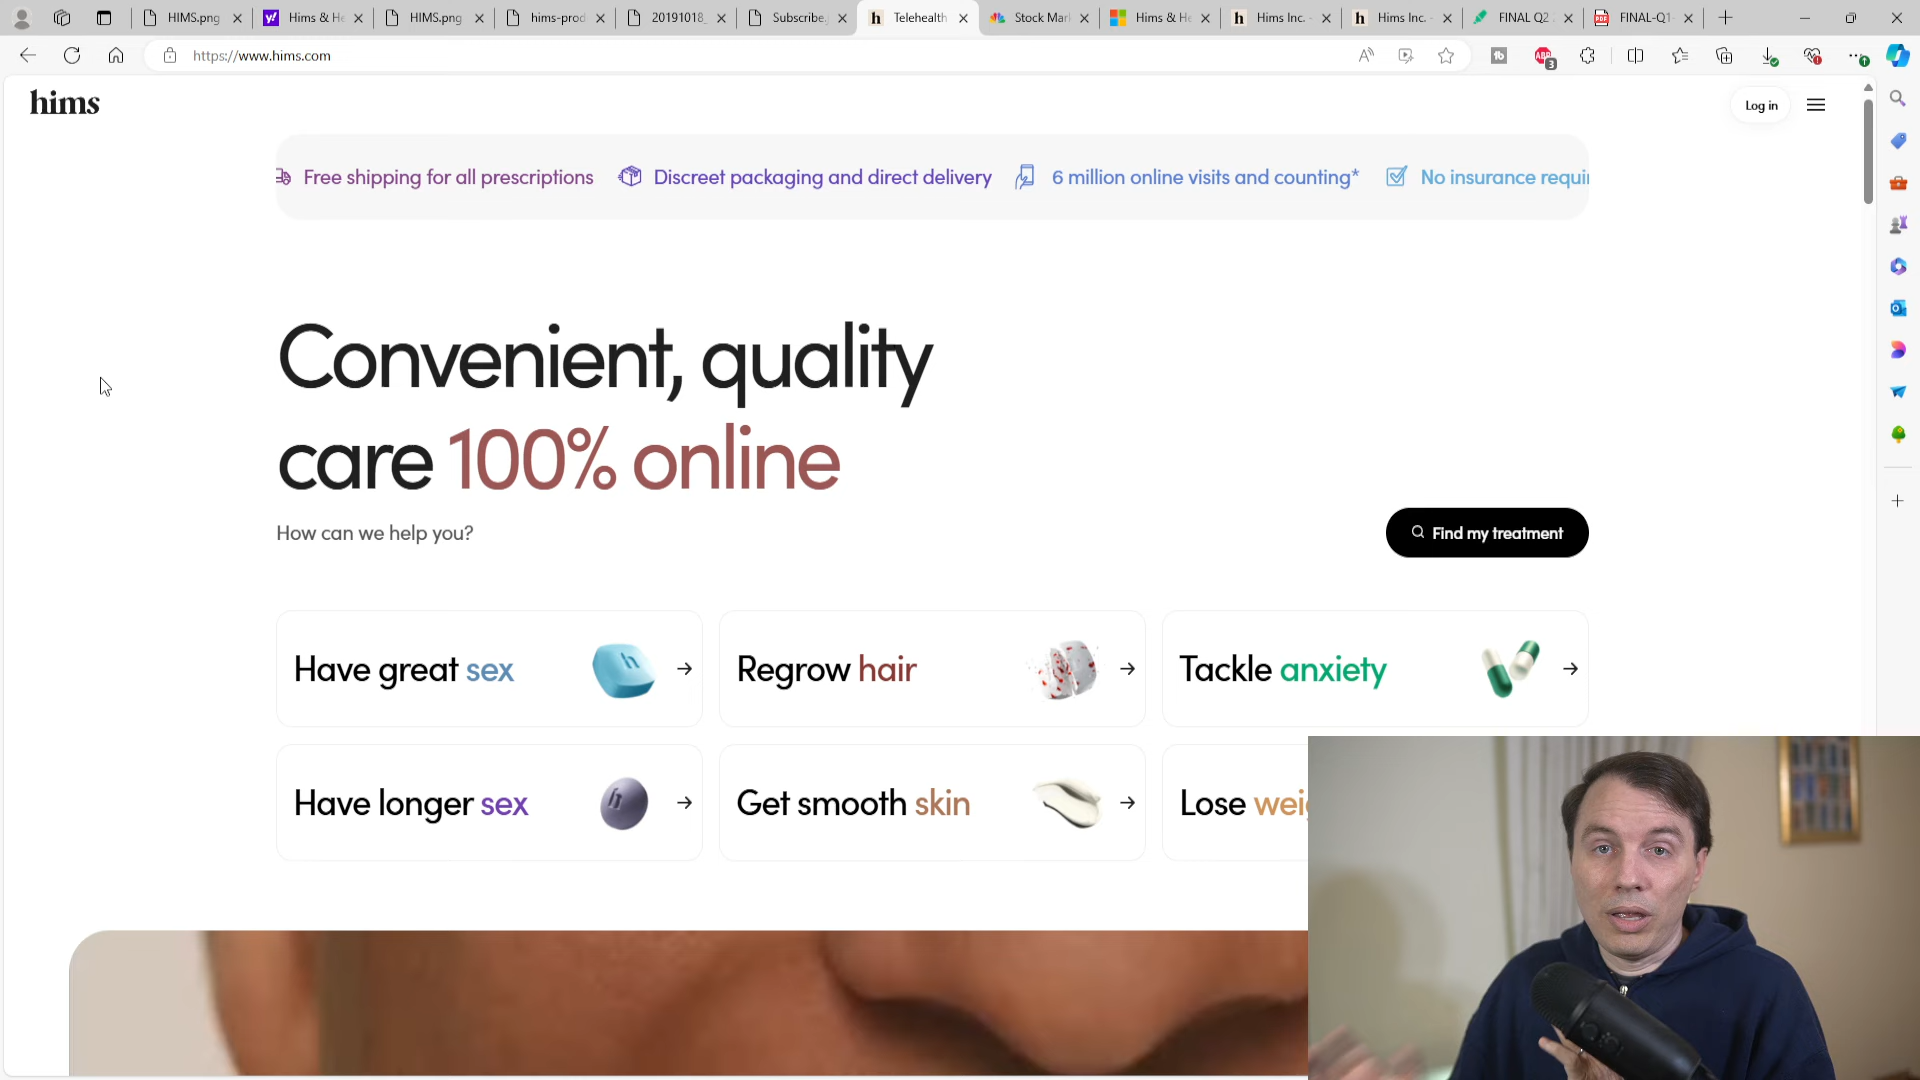 HIMS.png
Hims & He
HIMS.png
hims-prod
20191018_
Subscribe.
Telehealth
Stock Mar
Hims & He
Hims Inc. -
Hims Inc. -
FINAL Q2
FINAL-Q1-
https://www.hims.com
3
hims
Log in
Free shipping for all prescriptions
Discreet packaging and direct delivery
6 million online visits and counting*
No insurance requi
Convenient, quality
care 100% online
How can we help you?
Find my treatment
Have great sex
Regrow hair
Tackle anxiety
Have longer sex
Get smooth skin
Lose wei